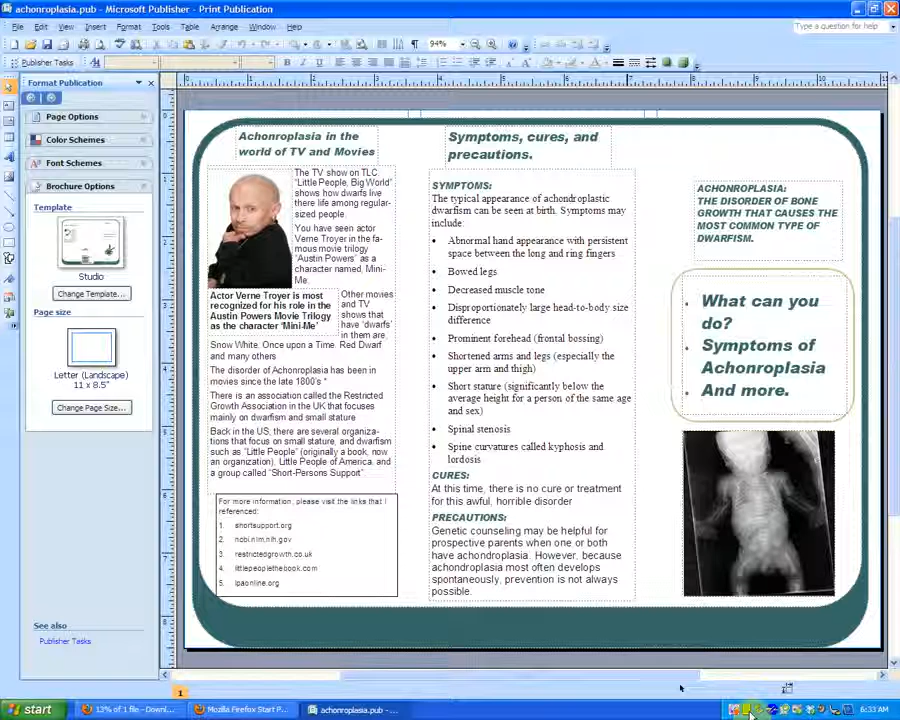 achonroplasia.pub - Microsoft Publisher - Print Publication
File Edit View Insert Format Tools Table Arrange Window Help
Type a question for help
94%
Publisher Tasks
Format Publication
Page Options
Color Schemes
Font Schemes
Brochure Options
Template
Studio
Change Template...
Page size
Letter (Landscape)
11 x 8.5"
Change Page Size...
See also
Publisher Tasks
Achonroplasia in the
world of TV and Movies
The TV show on TLC.
"Little People, Big World"
shows how dwarfs live
there life among regular-
sized people.
You have seen actor
Verne Troyer in the fa-
mous movie trilogy
"Austin Powers" as a
character named, Mini-
Me.
Actor Verne Troyer is most
recognized for his role in the
Austin Powers Movie Trilogy
as the character 'Mini-Me'
Other movies
and TV
shows that
have 'dwarfs'
in them are.
Snow White. Once upon a Time. Red Dwarf
and many others
The disorder of Achonroplasia has been in
movies since the late 1800's *
There is an association called the Restricted
Growth Association in the UK that focuses
mainly on dwarfism and small stature
Back in the US, there are several organiza-
tions that focus on small stature, and dwarfism
such as "Little People" (originally a book, now
an organization), Little People of America. and
a group called "Short-Persons Support".
For more information, please visit the links that I
referenced:
1. shortsupport.org
2. ncbi.nlm.nih.gov
3. restrictedgrowth.co.uk
4. littlepeoplethebook.com
5. lpaonline.org
Symptoms, cures, and
precautions.
SYMPTOMS:
The typical appearance of achondroplastic
dwarfism can be seen at birth. Symptoms may
include:
• Abnormal hand appearance with persistent
space between the long and ring fingers
• Bowed legs
• Decreased muscle tone
• Disproportionately large head-to-body size
difference
• Prominent forehead (frontal bossing)
• Shortened arms and legs (especially the
upper arm and thigh)
• Short stature (significantly below the
average height for a person of the same age
and sex)
• Spinal stenosis
• Spine curvatures called kyphosis and
lordosis
CURES:
At this time, there is no cure or treatment
for this awful, horrible disorder
PRECAUTIONS:
Genetic counseling may be helpful for
prospective parents when one or both
have achondroplasia. However, because
achondroplasia most often develops
spontaneously, prevention is not always
possible.
ACHONROPLASIA:
THE DISORDER OF BONE
GROWTH THAT CAUSES THE
MOST COMMON TYPE OF
DWARFISM.
• What can you
do?
• Symptoms of
Achonroplasia
• And more.
1
start
13% of 1 file - Downl...
Mozilla Firefox Start P...
achonroplasia.pub - ...
6:33 AM